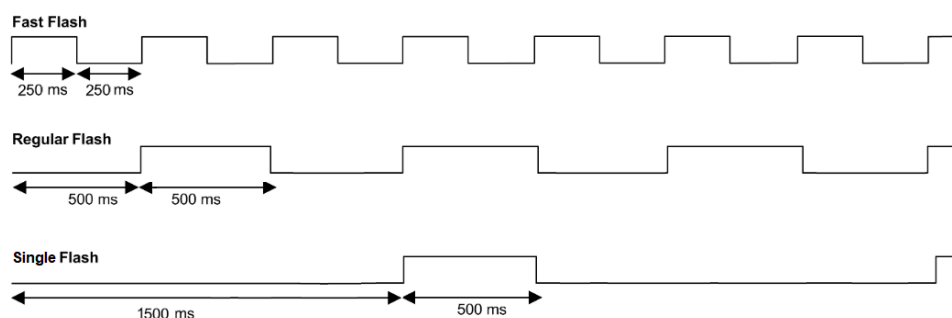 Fast Flash
250 ms 250 ms
Regular Flash
500 ms 500 ms
Single Flash
1500 ms 500 ms